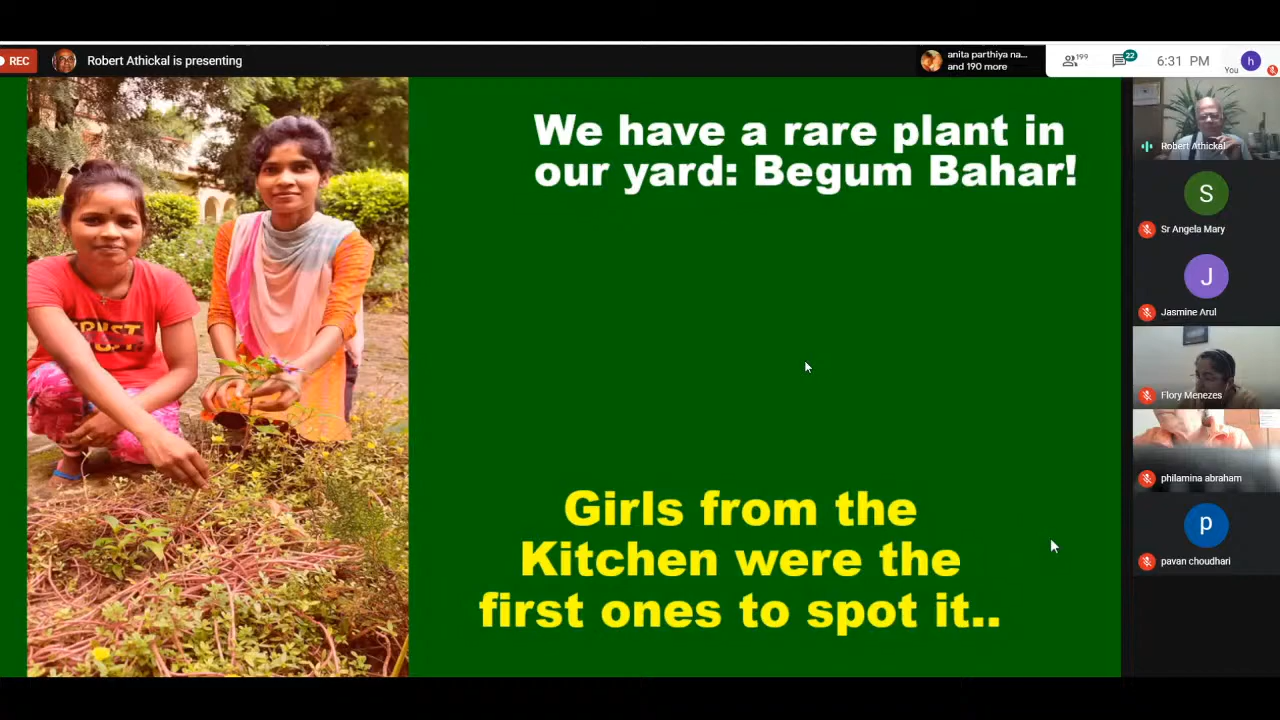 REC
Robert Athickal is presenting
anita parthiya na...
and 190 more
199
22
6:31 PM
You
h
We have a rare plant in
our yard: Begum Bahar!
Girls from the
Kitchen were the
first ones to spot it..
Robert Athickal
S
Sr Angela Mary
J
Jasmine Arul
Flory Menezes
philamina abraham
p
pavan choudhari